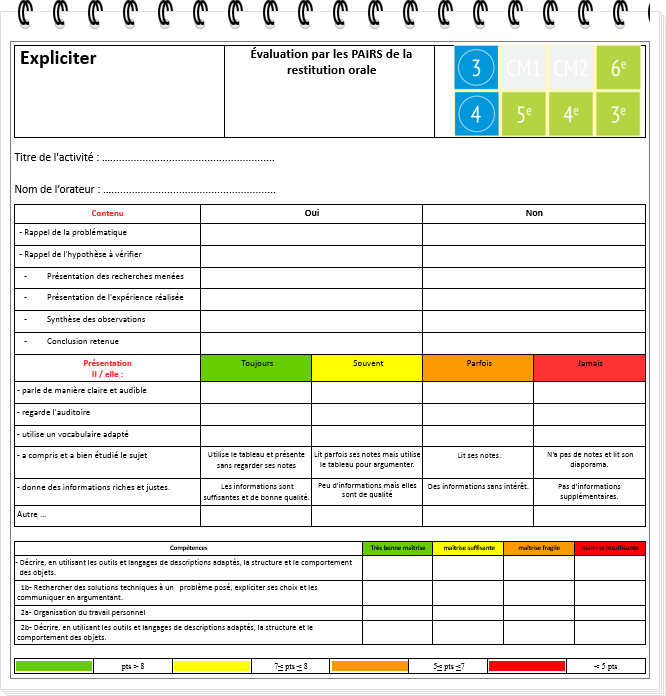 Expliciter
Évaluation par les PAIRS de la
restitution orale
3 CM1 CM2 6e
4 5e 4e 3e
Titre de l'activité : ……………………………………………………
Nom de l'orateur : ……………………………………………………
Contenu Oui Non
- Rappel de la problématique
- Rappel de l'hypothèse à vérifier
- Présentation des recherches menées
- Présentation de l'expérience réalisée
- Synthèse des observations
- Conclusion retenue
Présentation
Il / elle :
Toujours Souvent Parfois Jamais
- parle de manière claire et audible
- regarde l'auditoire
- utilise un vocabulaire adapté
- a compris et a bien étudié le sujet
Utilise le tableau et présente
sans regarder ses notes
Lit parfois ses notes mais utilise
le tableau pour argumenter.
Lit ses notes.
N'a pas de notes et lit son
diaporama.
- donne des informations riches et justes.
Les informations sont
suffisantes et de bonne qualité.
Peu d'informations mais elles
sont de qualité
Des informations sans intérêt.
Pas d'informations
supplémentaires.
Autre ...
Compétences Très bonne maîtrise maîtrise suffisante maîtrise fragile maîtrise insuffisante
- Décrire, en utilisant les outils et langages de descriptions adaptés, la structure et le comportement
des objets.
1b- Rechercher des solutions techniques à un problème posé, expliciter ses choix et les
communiquer en argumentant.
2a- Organisation du travail personnel
2b- Décrire, en utilisant les outils et langages de descriptions adaptés, la structure et le
comportement des objets.
pts > 8 7≤ pts ≤ 8 5≤ pts ≤7 < 5 pts